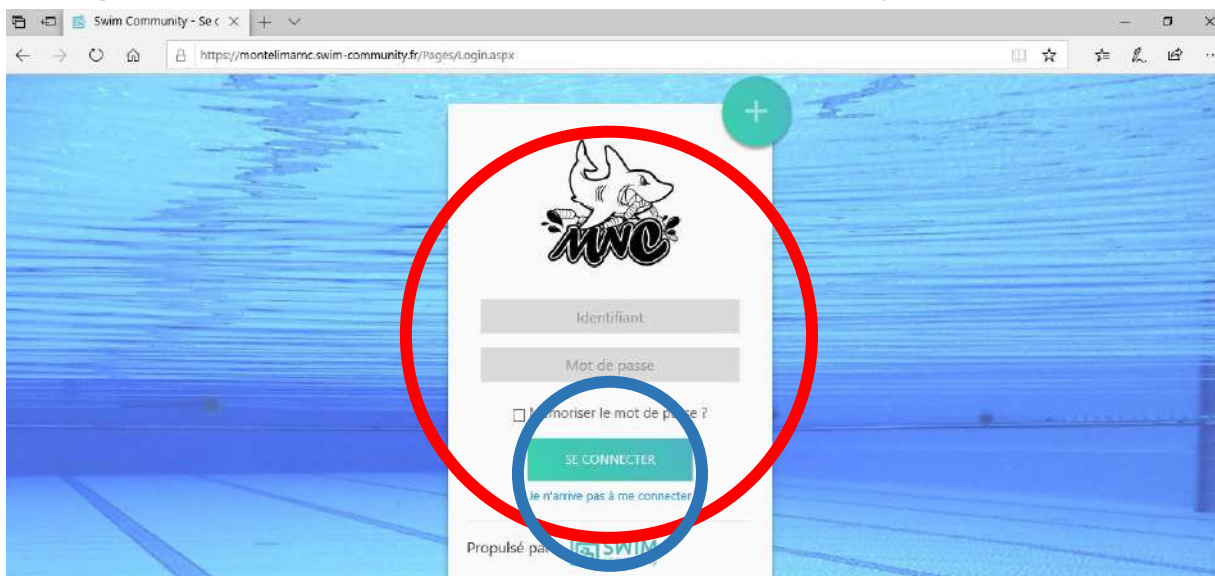 Swim Community - Se c
https://montelimarnc.swim-community.fr/Pages/Login.aspx
MNC
Identifiant
Mot de passe
Mémoriser le mot de passe ?
SE CONNECTER
Je n'arrive pas à me connecter
Propulsé par SWIM